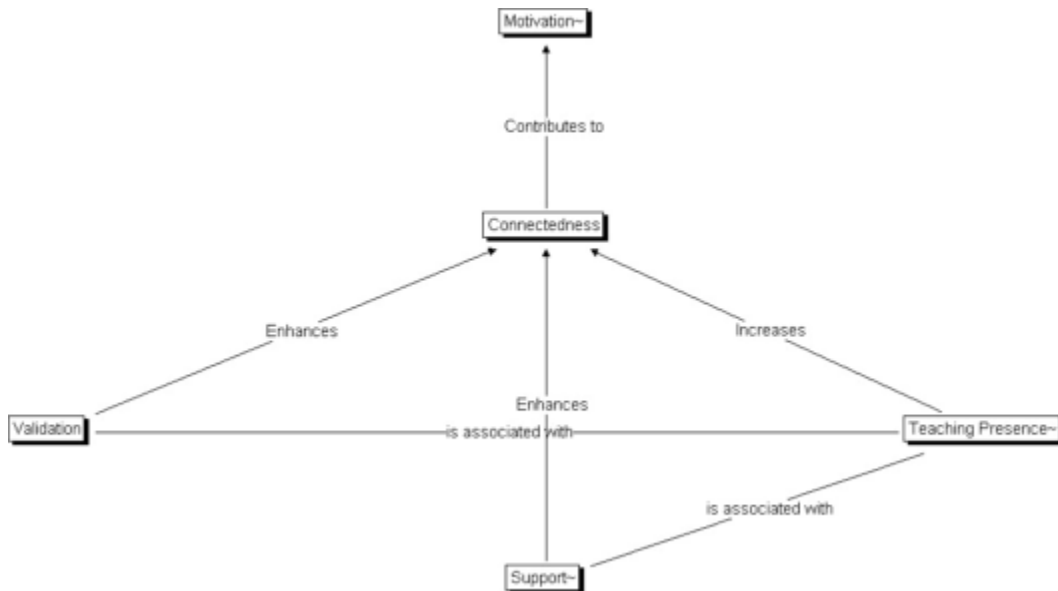 Motivation~
Contributes to
Connectedness
Enhances
Increases
Enhances
Validation
is associated with
Teaching Presence~
is associated with
Support~